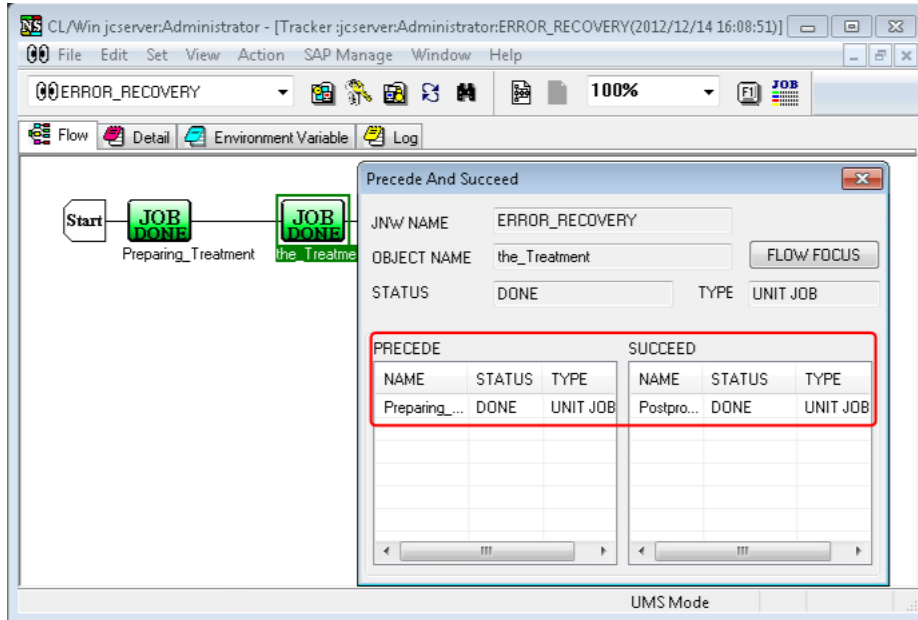 CL/Win jcserver:Administrator - [Tracker :jcserver:Administrator:ERROR_RECOVERY(2012/12/14 16:08:51)]
File Edit Set View Action SAP Manage Window Help
ERROR_RECOVERY 100% F1 JOB
Flow Detail Environment Variable Log
Start JOB DONE JOB DONE
Preparing_Treatment the_Treatme
Precede And Succeed
JNW NAME ERROR_RECOVERY
OBJECT NAME the_Treatment FLOW FOCUS
STATUS DONE TYPE UNIT JOB
PRECEDE SUCCEED
NAME STATUS TYPE NAME STATUS TYPE
Preparing_... DONE UNIT JOB Postpro... DONE UNIT JOB
UMS Mode